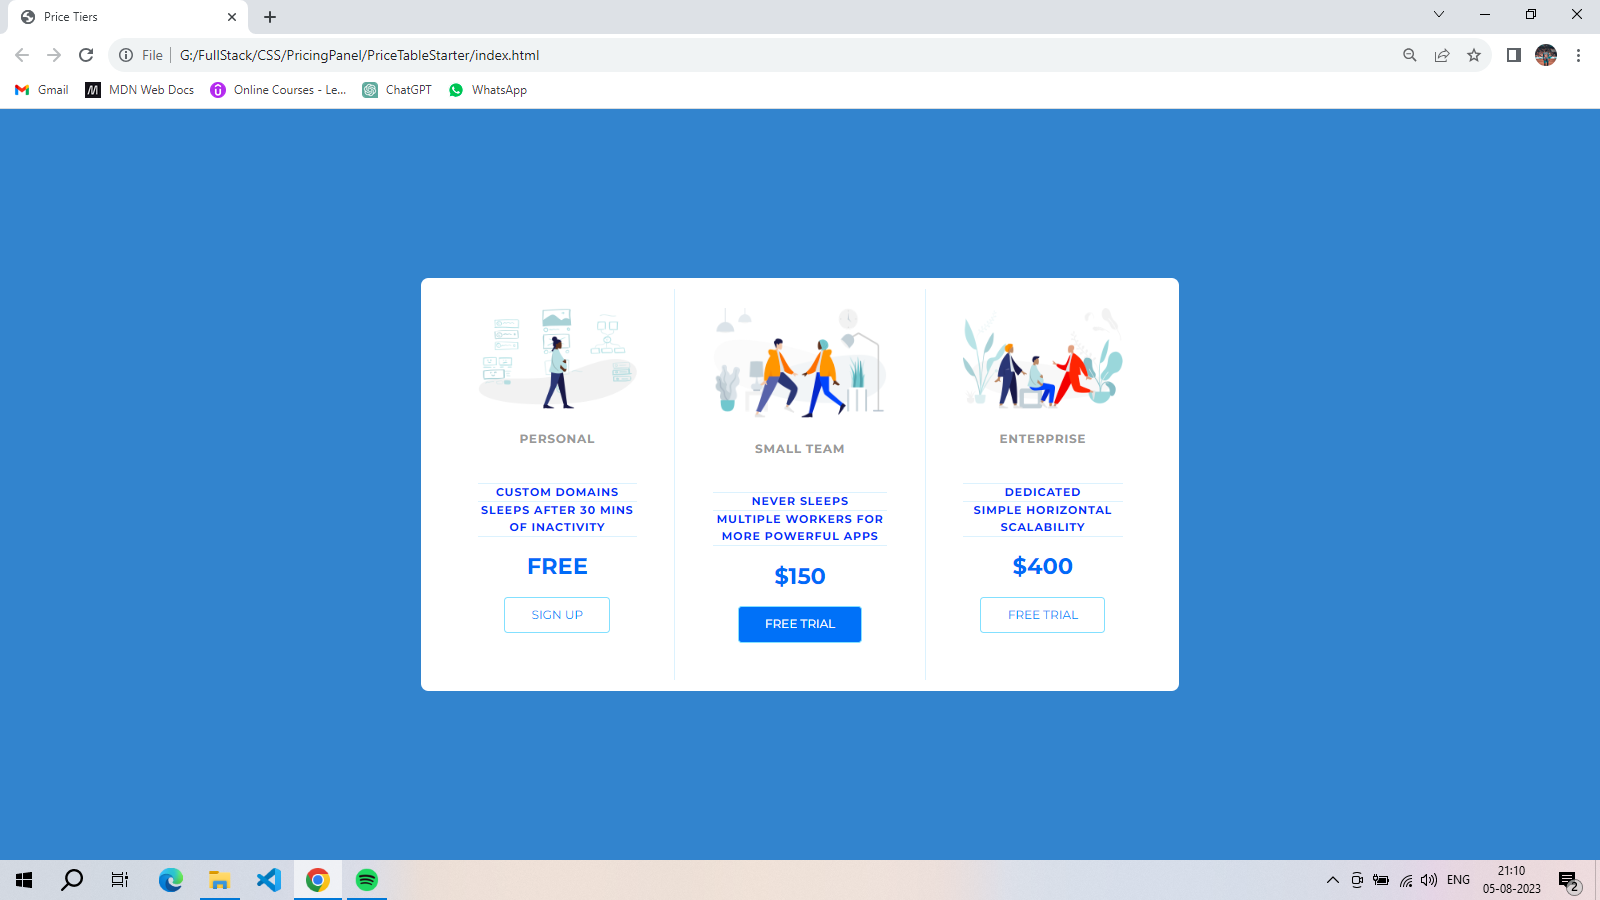 Price Tiers
File
G:/FullStack/CSS/PricingPanel/PriceTableStarter/index.html
Gmail
MDN Web Docs
Online Courses - Le...
ChatGPT
WhatsApp
PERSONAL
CUSTOM DOMAINS
SLEEPS AFTER 30 MINS
OF INACTIVITY
FREE
SIGN UP
SMALL TEAM
NEVER SLEEPS
MULTIPLE WORKERS FOR
MORE POWERFUL APPS
$150
FREE TRIAL
ENTERPRISE
DEDICATED
SIMPLE HORIZONTAL
SCALABILITY
$400
FREE TRIAL
ENG
21:10
05-08-2023
2